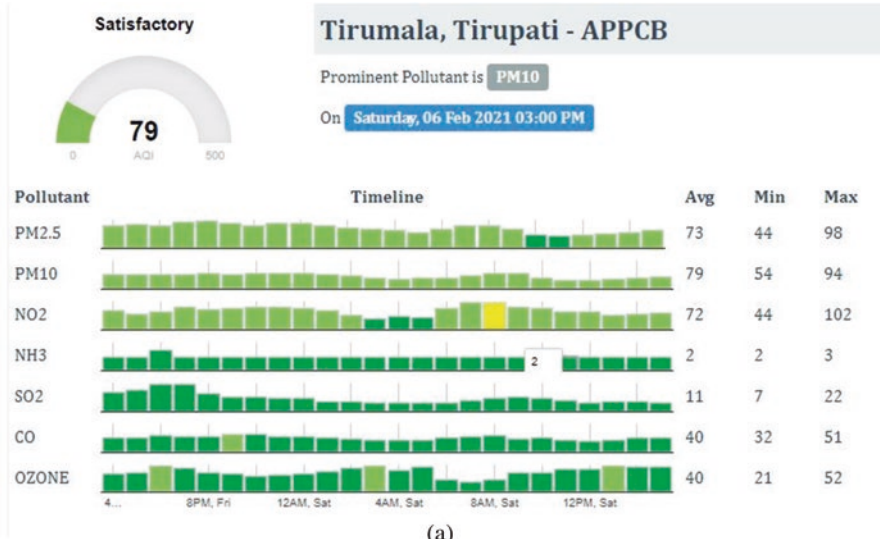 Satisfactory
79
0 AQI 500
Tirumala, Tirupati - APPCB
Prominent Pollutant is PM10
On Saturday, 06 Feb 2021 03:00 PM
Pollutant Timeline Avg Min Max
PM2.5 73 44 98
PM10 79 54 94
NO2 72 44 102
NH3 2 2 2 3
SO2 11 7 22
CO 40 32 51
OZONE 40 21 52
4... 8PM, Fri 12AM, Sat 4AM, Sat 8AM, Sat 12PM, Sat
(a)